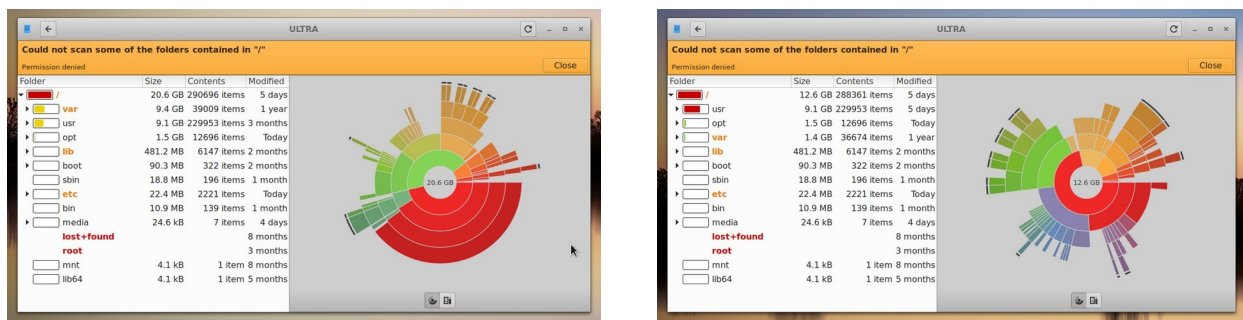 ULTRA
Could not scan some of the folders contained in "/"
Permission denied
Close
Folder Size Contents Modified
/ 20.6 GB 290696 items 5 days
var 9.4 GB 39009 items 1 year
usr 9.1 GB 229953 items 3 months
opt 1.5 GB 12696 items Today
lib 481.2 MB 6147 items 2 months
boot 90.3 MB 322 items 2 months
sbin 18.8 MB 196 items 1 month
etc 22.4 MB 2221 items Today
bin 10.9 MB 139 items 1 month
media 24.6 kB 7 items 4 days
lost+found 8 months
root 3 months
mnt 4.1 kB 1 item 8 months
lib64 4.1 kB 1 item 5 months
20.6 GB
ULTRA
Could not scan some of the folders contained in "/"
Permission denied
Close
Folder Size Contents Modified
/ 12.6 GB 288361 items 5 days
usr 9.1 GB 229953 items 3 months
opt 1.5 GB 12696 items Today
var 1.4 GB 36674 items 1 year
lib 481.2 MB 6147 items 2 months
boot 90.3 MB 322 items 2 months
sbin 18.8 MB 196 items 1 month
etc 22.4 MB 2221 items Today
bin 10.9 MB 139 items 1 month
media 24.6 kB 7 items 4 days
lost+found 8 months
root 3 months
mnt 4.1 kB 1 item 8 months
lib64 4.1 kB 1 item 5 months
12.6 GB